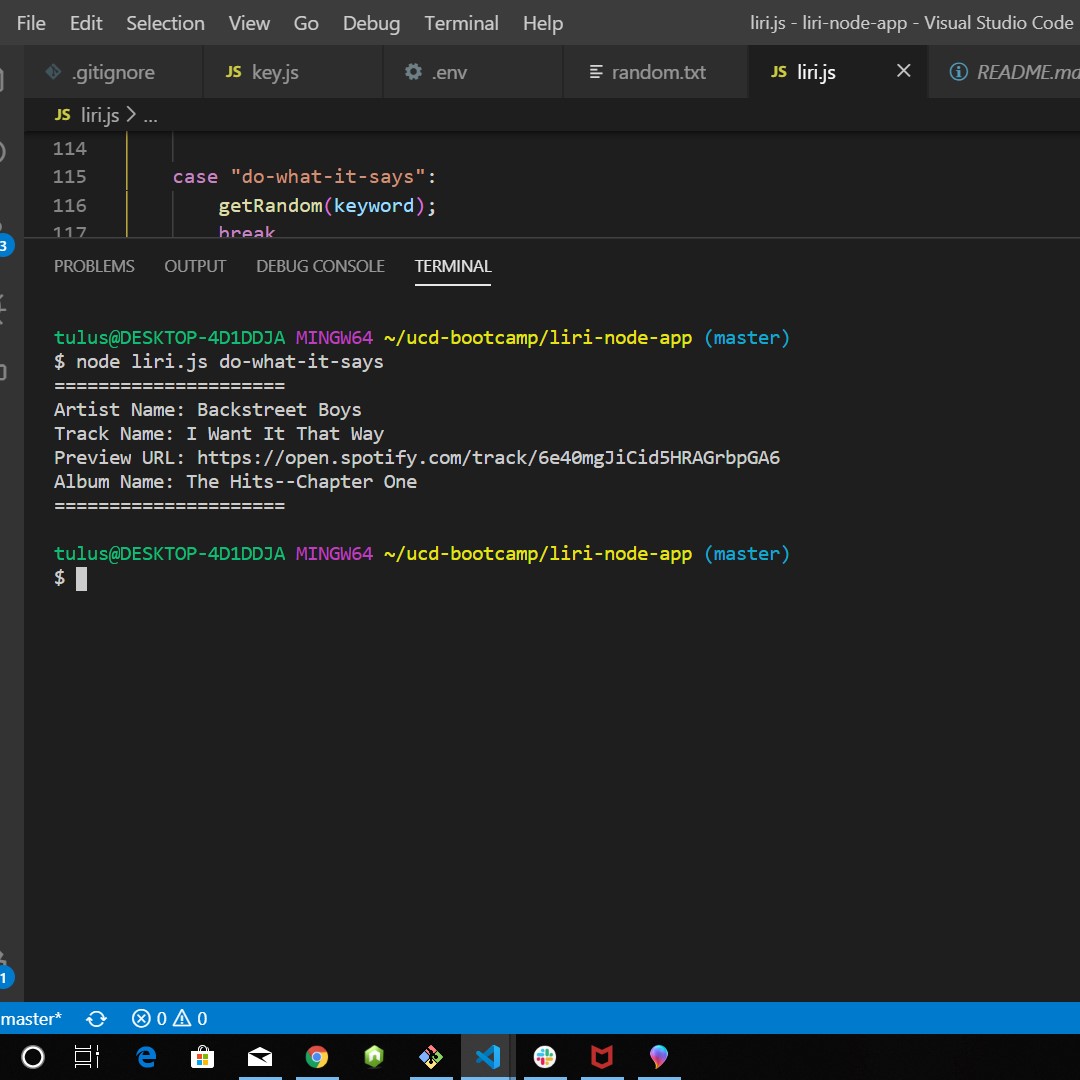 File Edit Selection View Go Debug Terminal Help liri.js - liri-node-app - Visual Studio Code
.gitignore JS key.js .env random.txt JS liri.js README.md
JS liri.js > ...
114
115 case "do-what-it-says":
116 getRandom(keyword);
117 break
3
PROBLEMS OUTPUT DEBUG CONSOLE TERMINAL
tulus@DESKTOP-4D1DDJA MINGW64 ~/ucd-bootcamp/liri-node-app (master)
$ node liri.js do-what-it-says
=====================
Artist Name: Backstreet Boys
Track Name: I Want It That Way
Preview URL: https://open.spotify.com/track/6e40mgJiCid5HRAGrbpGA6
Album Name: The Hits--Chapter One
=====================
tulus@DESKTOP-4D1DDJA MINGW64 ~/ucd-bootcamp/liri-node-app (master)
$
1
master* 0 0